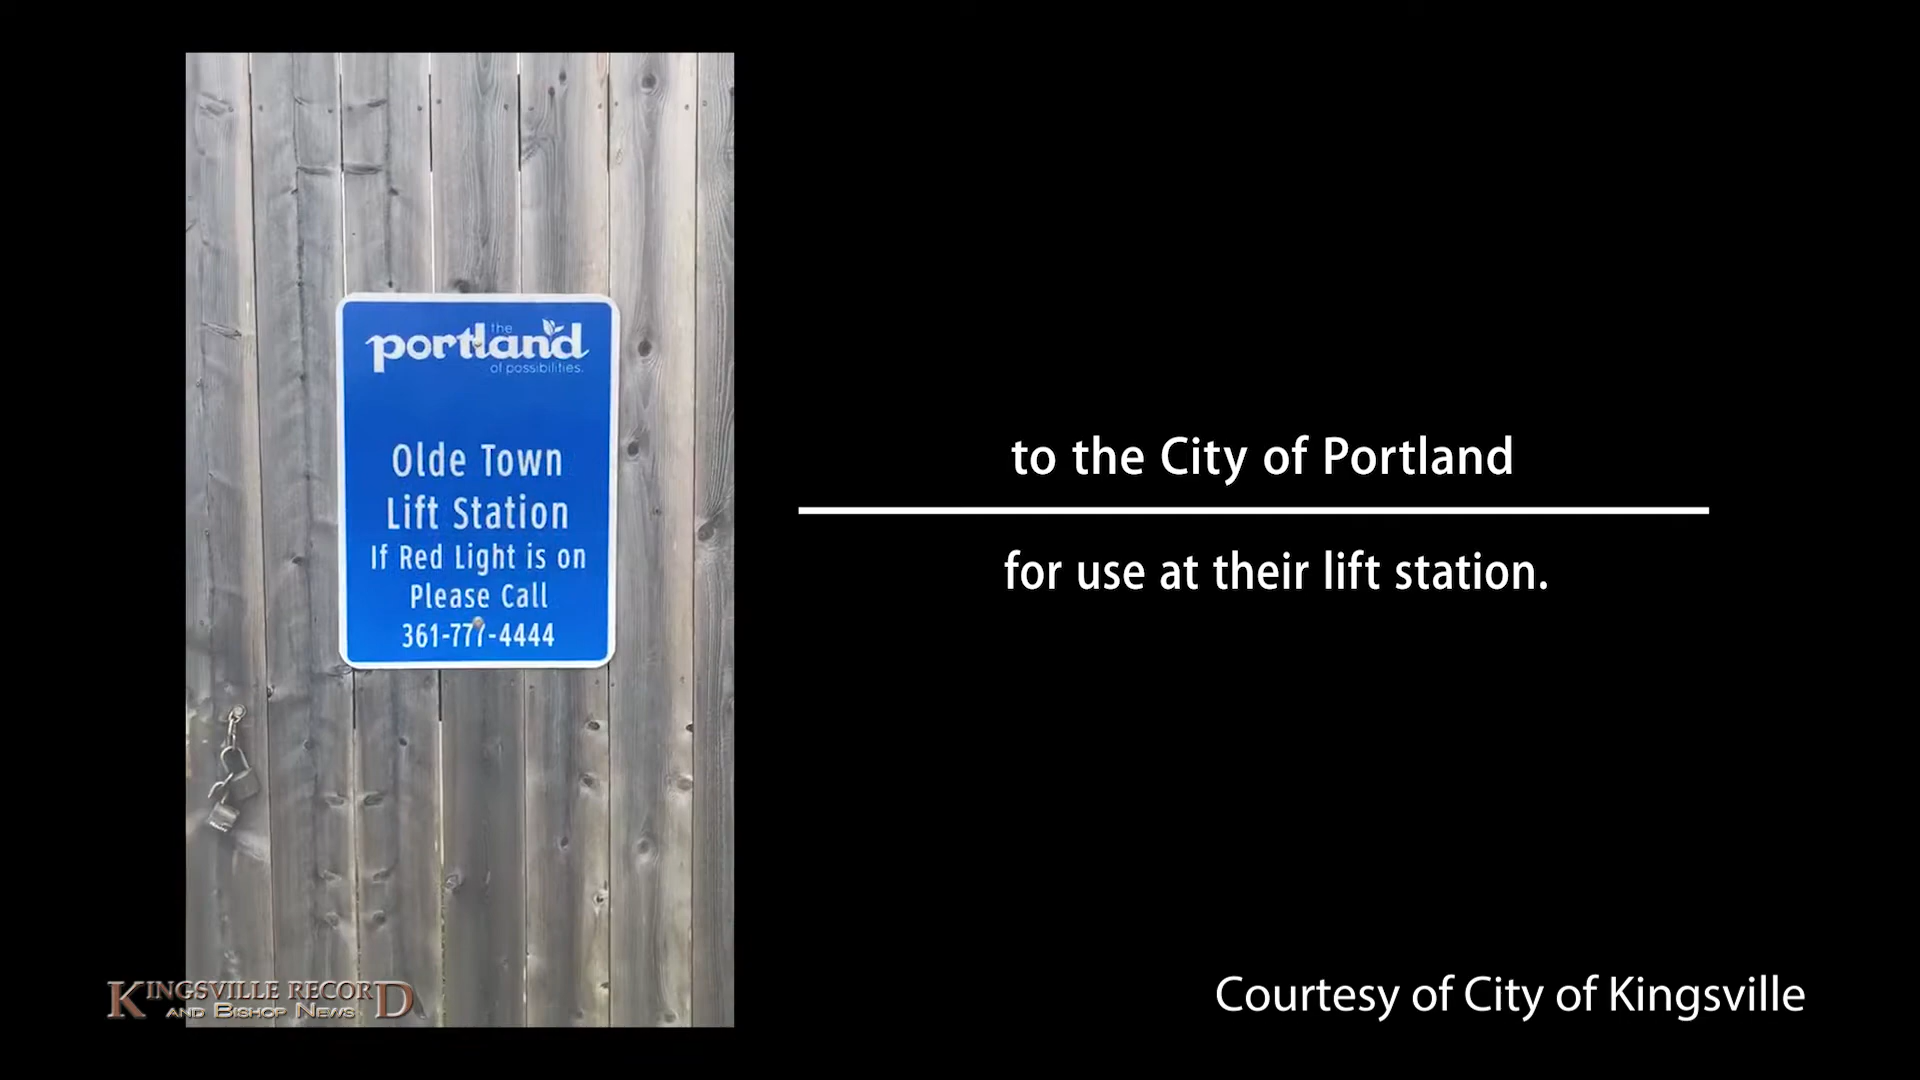 the
portland
of possibilities.
Olde Town
Lift Station
If Red Light is on
Please Call
361-777-4444
to the City of Portland
for use at their lift station.
KINGSVILLE RECORD
AND BISHOP NEWS
Courtesy of City of Kingsville